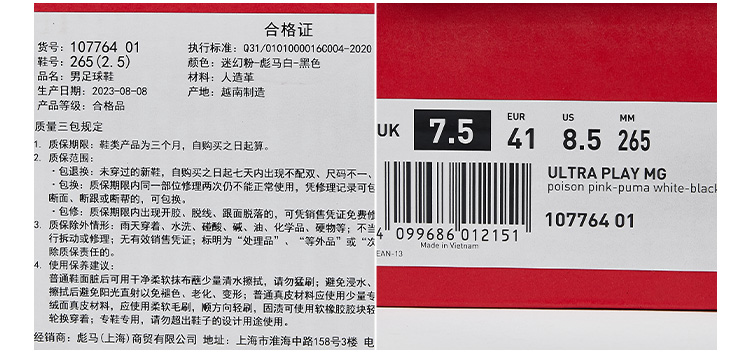 合格证
货号：107764 01
执行标准：Q31/0101000016C004-2020
鞋号：265(2.5)
颜色：迷幻粉-彪马白-黑色
品名：男足球鞋
材料：人造革
生产日期：2023-08-08
产地：越南制造
产品等级：合格品
质量三包规定
1. 质保期限：鞋类产品为三个月，自购买之日起算。
2. 质保范围：
· 包退换：未穿过的新鞋，自购买之日起七天内出现不配双、尺码不一、
· 包换：质保期限内同一部位修理两次仍不能正常使用，凭修理记录可包
断面、断跟或断帮的，可包换。
· 包修：质保期限内出现开胶、脱线、跟面脱落的，可凭销售凭证免费修
3. 质保除外情形：雨天穿着、水洗、碰酸、碱、油、化学品、硬物等；不当
行拆动或修理；无有效销售凭证；标明为“处理品”、“等外品”或“次
除质保责任的。
4. 使用保养建议：
普通鞋面脏后可用干净柔软抹布蘸少量清水擦拭，请勿猛刷；避免浸水、
擦拭后避免阳光直射以免褪色、老化、变形；普通真皮材料应使用少量专
绒面真皮材料，应使用柔软毛刷，顺方向轻刷，固渍可使用软橡胶块轻
轮换穿着；专鞋专用，请勿超出鞋子的设计用途使用。
经销商：彪马(上海)商贸有限公司 地址：上海市淮海中路158号3楼 电
UK 7.5 EUR 41 US 8.5 MM 265
ULTRA PLAY MG
poison pink-puma white-black
107764 01
4 099686 012151
Made in Vietnam
EAN-13